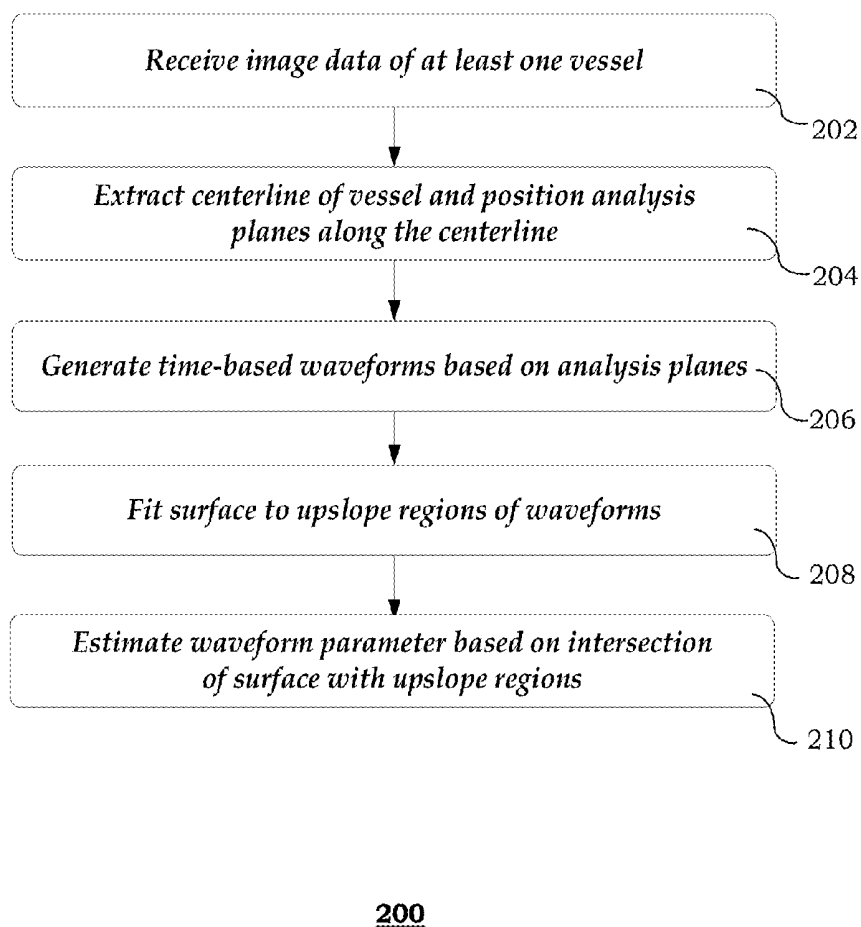 Receive image data of at least one vessel
202
Extract centerline of vessel and position analysis
planes along the centerline
204
Generate time-based waveforms based on analysis planes
206
Fit surface to upslope regions of waveforms
208
Estimate waveform parameter based on intersection
of surface with upslope regions
210
200